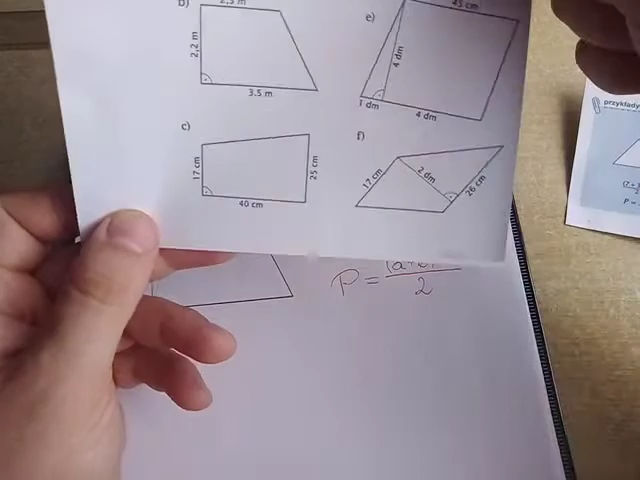 b)
2,5 m
2,2 m
3.5 m
c)
17 cm
25 cm
40 cm
e)
45 cm
4 dm
1 dm
4 dm
f)
17 cm
2 dm
26 cm
przykłady
P =
2